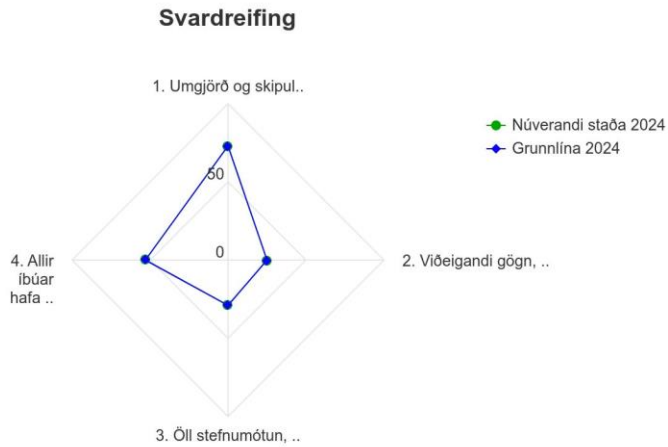 Svardreifing
1. Umgjörð og skipul..
Núverandi staða 2024
Grunnlína 2024
50
0
2. Viðeigandi gögn, ..
4. Allir
íbúar
hafa ..
3. Öll stefnumótun, ..